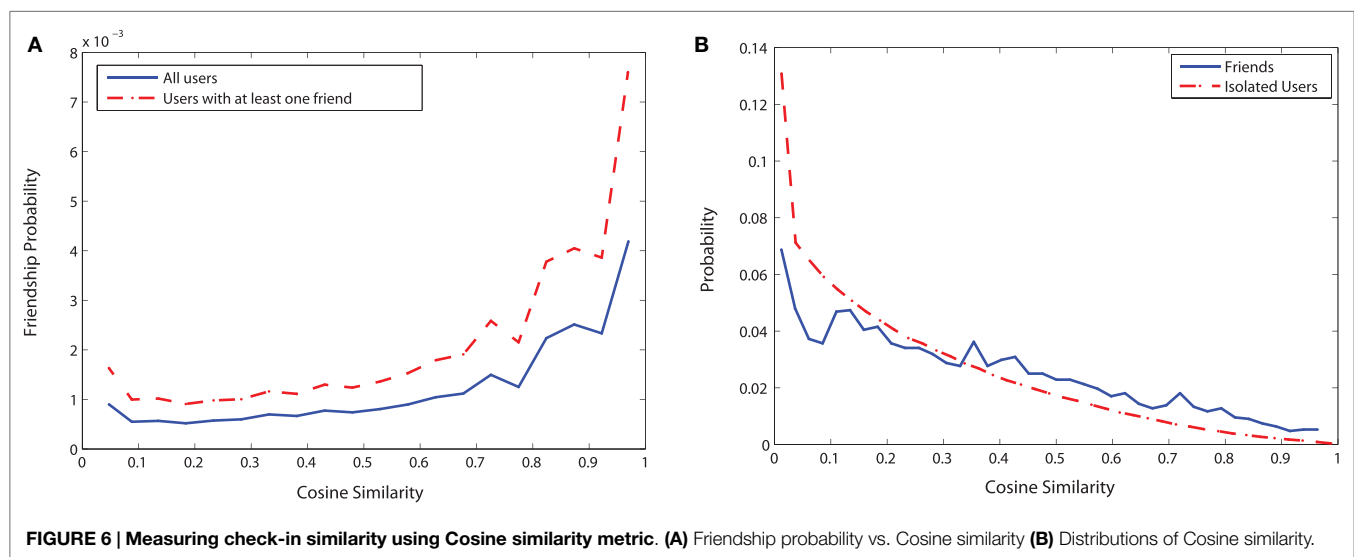 A
x 10⁻³
8
7
6
5
4
3
2
1
0
Friendship Probability
All users
Users with at least one friend
0 0.1 0.2 0.3 0.4 0.5 0.6 0.7 0.8 0.9 1
Cosine Similarity
B
0.14
0.12
0.1
0.08
0.06
0.04
0.02
0
Probability
Friends
Isolated Users
0 0.1 0.2 0.3 0.4 0.5 0.6 0.7 0.8 0.9 1
Cosine Similarity
FIGURE 6 | Measuring check-in similarity using Cosine similarity metric. (A) Friendship probability vs. Cosine similarity (B) Distributions of Cosine similarity.